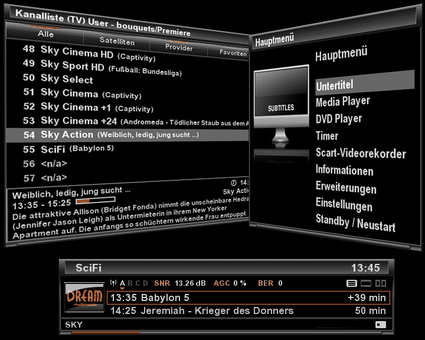 Kanalliste (TV) User - bouquets/Premiere
Alle Satelliten Provider Favoriten
48 Sky Cinema HD (Captivity)
49 Sky Sport HD (Fußball: Bundesliga)
50 Sky Select
51 Sky Cinema (Captivity)
52 Sky Cinema +1 (Captivity)
53 Sky Cinema +24 (Andromeda - Tödlicher Staub aus dem A
54 Sky Action (Weiblich, ledig, jung sucht ...)
55 SciFi (Babylon 5)
56 <n/a>
57 <n/a>
Weiblich, ledig, jung sucht ...
13:35 - 15:25
Sky Actio
Die attraktive Allison (Bridget Fonda) nimmt die unscheinbare Hedra
(Jennifer Jason Leigh) als Untermieterin in ihrem New Yorker
Apartment auf. Die anfangs so schüchtern wirkende Frau entpuppt
Hauptmenü
Hauptmenü
SUBTITLES
Untertitel
Media Player
DVD Player
Timer
Scart-Videorekorder
Informationen
Erweiterungen
Einstellungen
Standby / Neustart
SciFi 13:45
A B C D SNR 13.26 dB AGC 0 % BER 0
DREAM
13:35 Babylon 5 +39 min
14:25 Jeremiah - Krieger des Donners 50 min
SKY